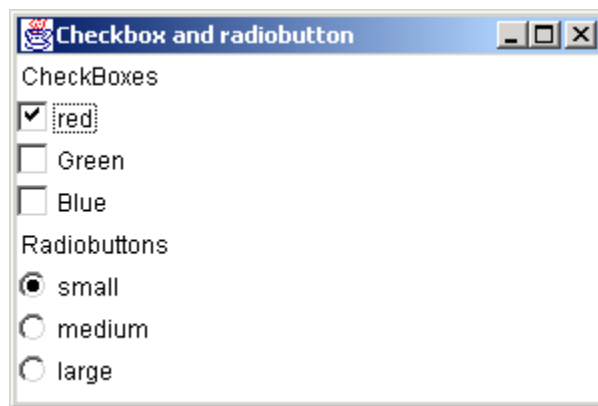 Checkbox and radiobutton
CheckBoxes
red
Green
Blue
Radiobuttons
small
medium
large